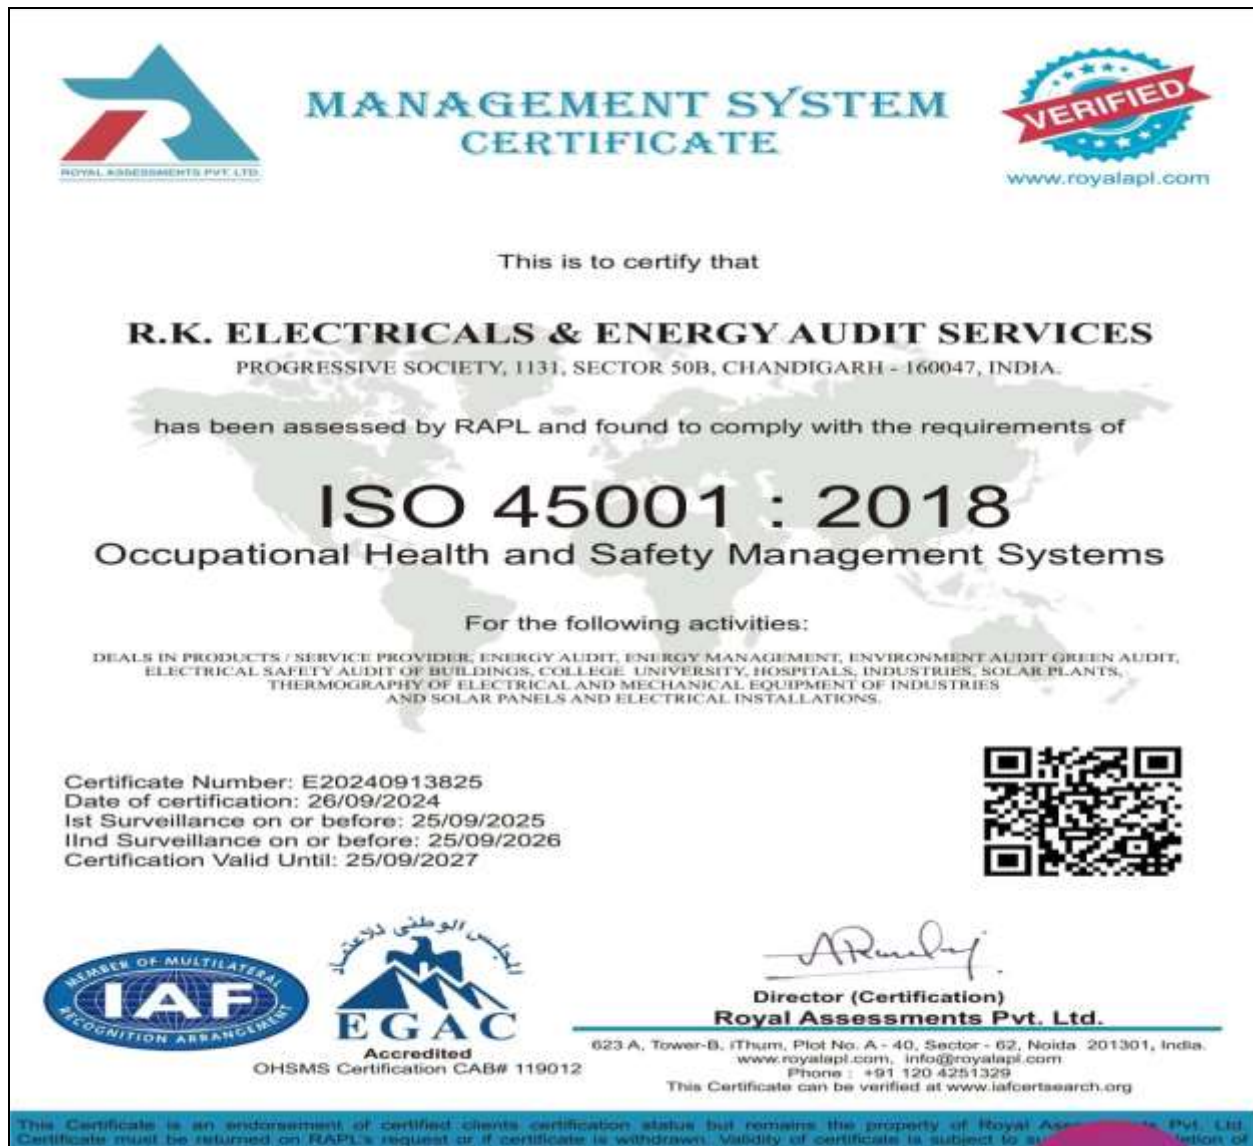 ROYAL ASSESSMENTS PVT. LTD.
MANAGEMENT SYSTEM
CERTIFICATE
VERIFIED
www.royalapl.com
This is to certify that
R.K. ELECTRICALS & ENERGY AUDIT SERVICES
PROGRESSIVE SOCIETY, 1131, SECTOR 50B, CHANDIGARH - 160047, INDIA.
has been assessed by RAPL and found to comply with the requirements of
ISO 45001 : 2018
Occupational Health and Safety Management Systems
For the following activities:
DEALS IN PRODUCTS / SERVICE PROVIDER, ENERGY AUDIT, ENERGY MANAGEMENT, ENVIRONMENT AUDIT GREEN AUDIT,
ELECTRICAL SAFETY AUDIT OF BUILDINGS, COLLEGE UNIVERSITY, HOSPITALS, INDUSTRIES, SOLAR PLANTS,
THERMOGRAPHY OF ELECTRICAL AND MECHANICAL EQUIPMENT OF INDUSTRIES
AND SOLAR PANELS AND ELECTRICAL INSTALLATIONS.
Certificate Number: E20240913825
Date of certification: 26/09/2024
Ist Surveillance on or before: 25/09/2025
IInd Surveillance on or before: 25/09/2026
Certification Valid Until: 25/09/2027
MEMBER OF MULTILATERAL
IAF
RECOGNITION ARRANGEMENT
المجلس الوطني للاعتماد
EGAC
Accredited
OHSMS Certification CAB# 119012
Director (Certification)
Royal Assessments Pvt. Ltd.
623 A, Tower-B, iThum, Plot No. A - 40, Sector - 62, Noida 201301, India.
www.royalapl.com, info@royalapl.com
Phone : +91 120 4251329
This Certificate can be verified at www.iafcertsearch.org
This Certificate is an endorsement of certified clients certification status but remains the property of Royal Pvt. Ltd.
Certificate must be returned on RAPL's request or if certificate is withdrawn. Validity of certificate is subject to